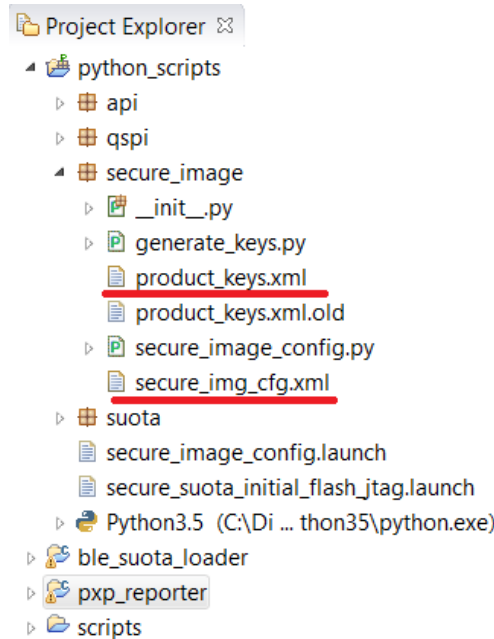 Project Explorer
python_scripts
api
qspi
secure_image
__init__.py
generate_keys.py
product_keys.xml
product_keys.xml.old
secure_image_config.py
secure_img_cfg.xml
suota
secure_image_config.launch
secure_suota_initial_flash_jtag.launch
Python3.5 (C:\Di ... thon35\python.exe)
ble_suota_loader
pxp_reporter
scripts